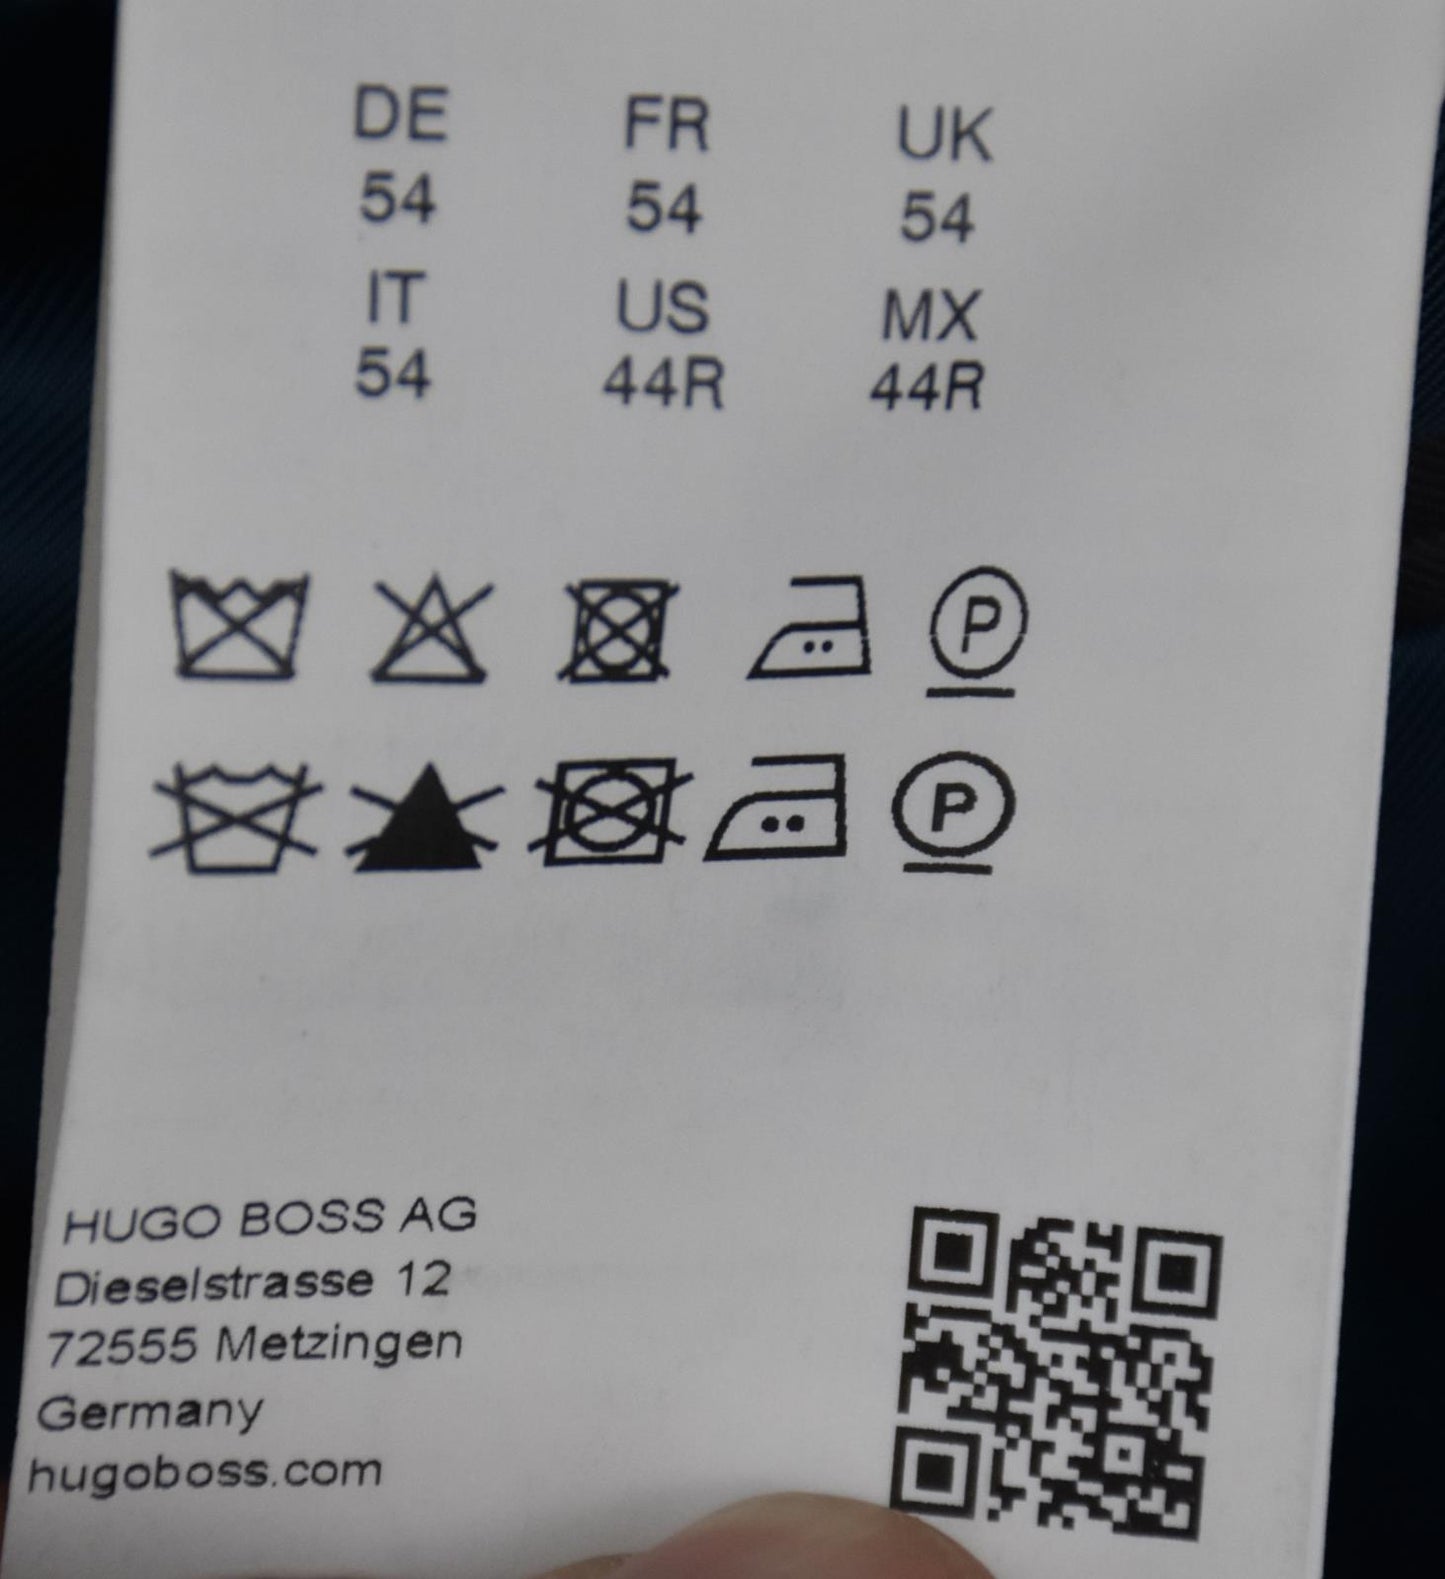 DE FR UK
54 54 54
IT US MX
54 44R 44R
P
P
HUGO BOSS AG
Dieselstrasse 12
72555 Metzingen
Germany
hugoboss.com